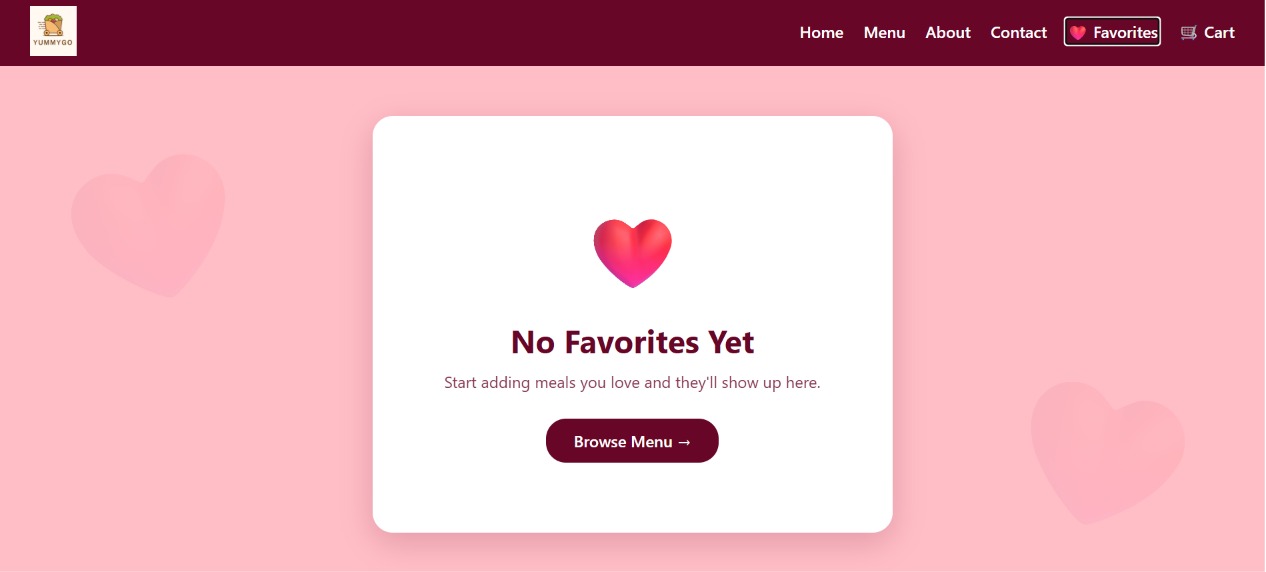 YUMMYGO
Home Menu About Contact Favorites Cart
No Favorites Yet
Start adding meals you love and they'll show up here.
Browse Menu →